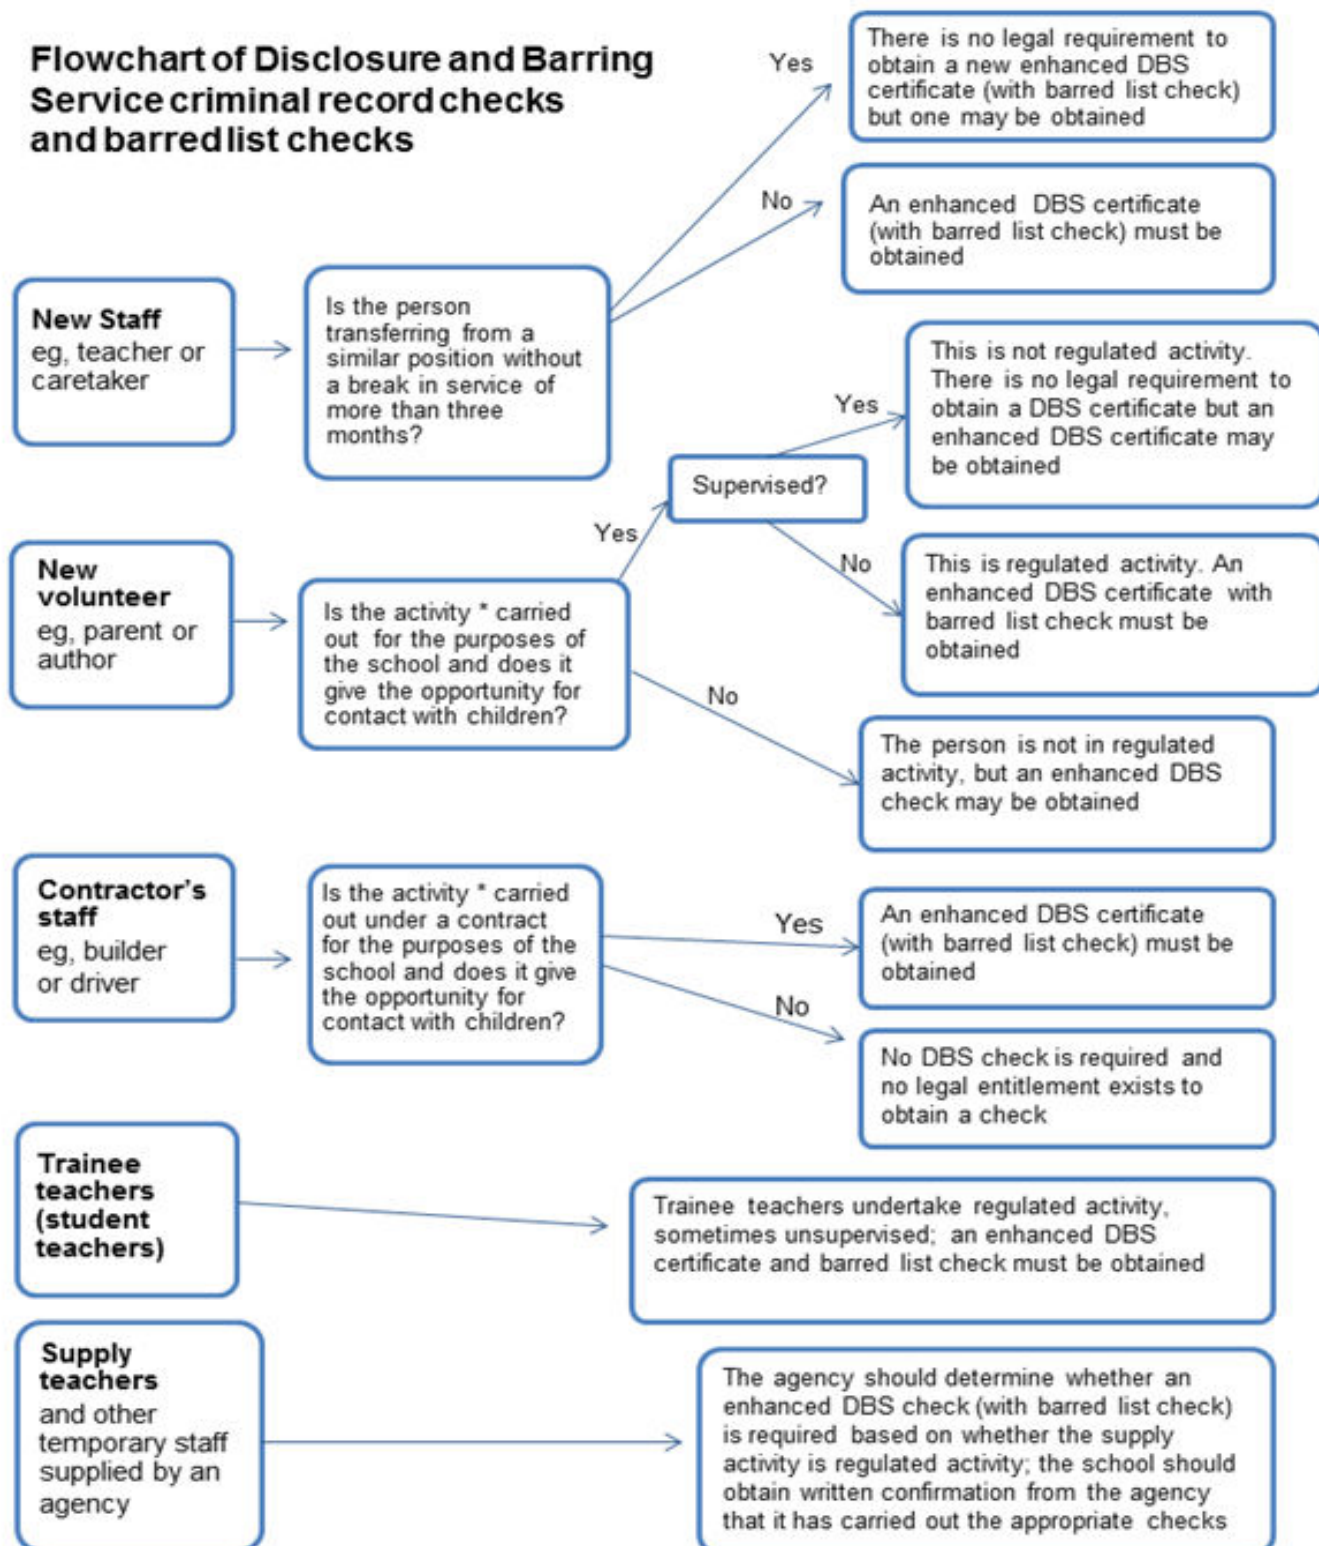 Flowchart of Disclosure and Barring
Service criminal record checks
and barred list checks
Yes
There is no legal requirement to
obtain a new enhanced DBS
certificate (with barred list check)
but one may be obtained
No
An enhanced DBS certificate
(with barred list check) must be
obtained
New Staff
eg, teacher or
caretaker
Is the person
transferring from a
similar position without
a break in service of
more than three
months?
This is not regulated activity.
There is no legal requirement to
obtain a DBS certificate but an
enhanced DBS certificate may
be obtained
Yes
Supervised?
Yes
No
This is regulated activity. An
enhanced DBS certificate with
barred list check must be
obtained
New
volunteer
eg, parent or
author
Is the activity * carried
out for the purposes of
the school and does it
give the opportunity for
contact with children?
No
The person is not in regulated
activity, but an enhanced DBS
check may be obtained
Contractor's
staff
eg, builder
or driver
Is the activity * carried
out under a contract
for the purposes of the
school and does it give
the opportunity for
contact with children?
Yes
An enhanced DBS certificate
(with barred list check) must be
obtained
No
No DBS check is required and
no legal entitlement exists to
obtain a check
Trainee
teachers
(student
teachers)
Trainee teachers undertake regulated activity,
sometimes unsupervised; an enhanced DBS
certificate and barred list check must be obtained
Supply
teachers
and other
temporary staff
supplied by an
agency
The agency should determine whether an
enhanced DBS check (with barred list check)
is required based on whether the supply
activity is regulated activity; the school should
obtain written confirmation from the agency
that it has carried out the appropriate checks